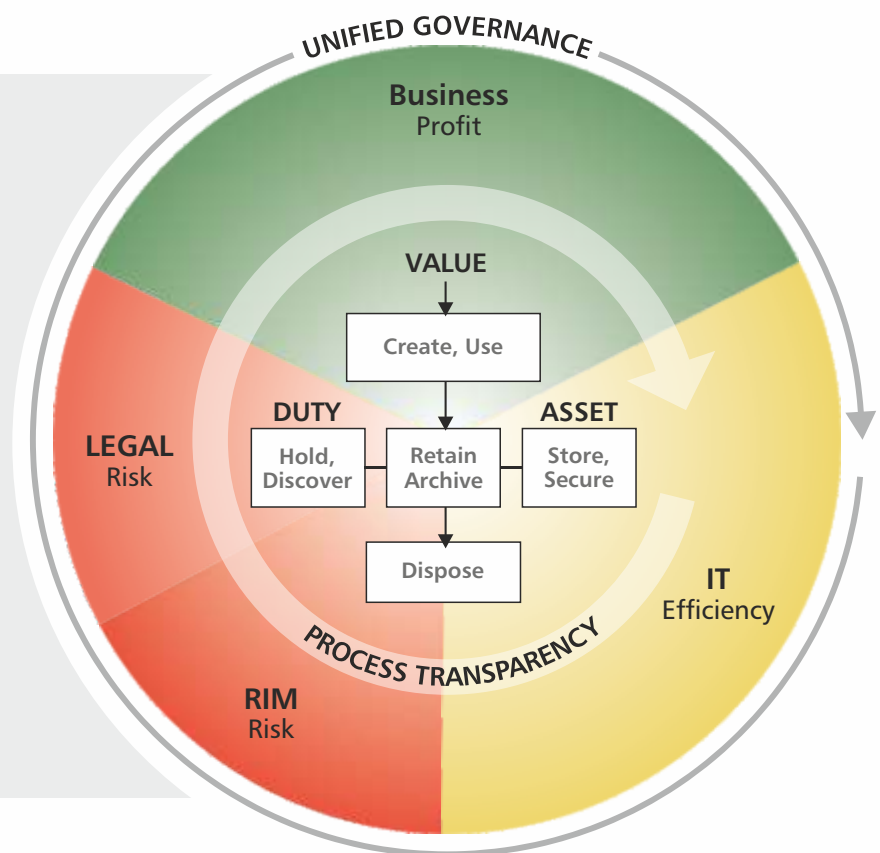 UNIFIED GOVERNANCE
Business
Profit
VALUE
Create, Use
DUTY
ASSET
LEGAL
Risk
Hold,
Discover
Retain
Archive
Store,
Secure
Dispose
IT
Efficiency
PROCESS TRANSPARENCY
RIM
Risk